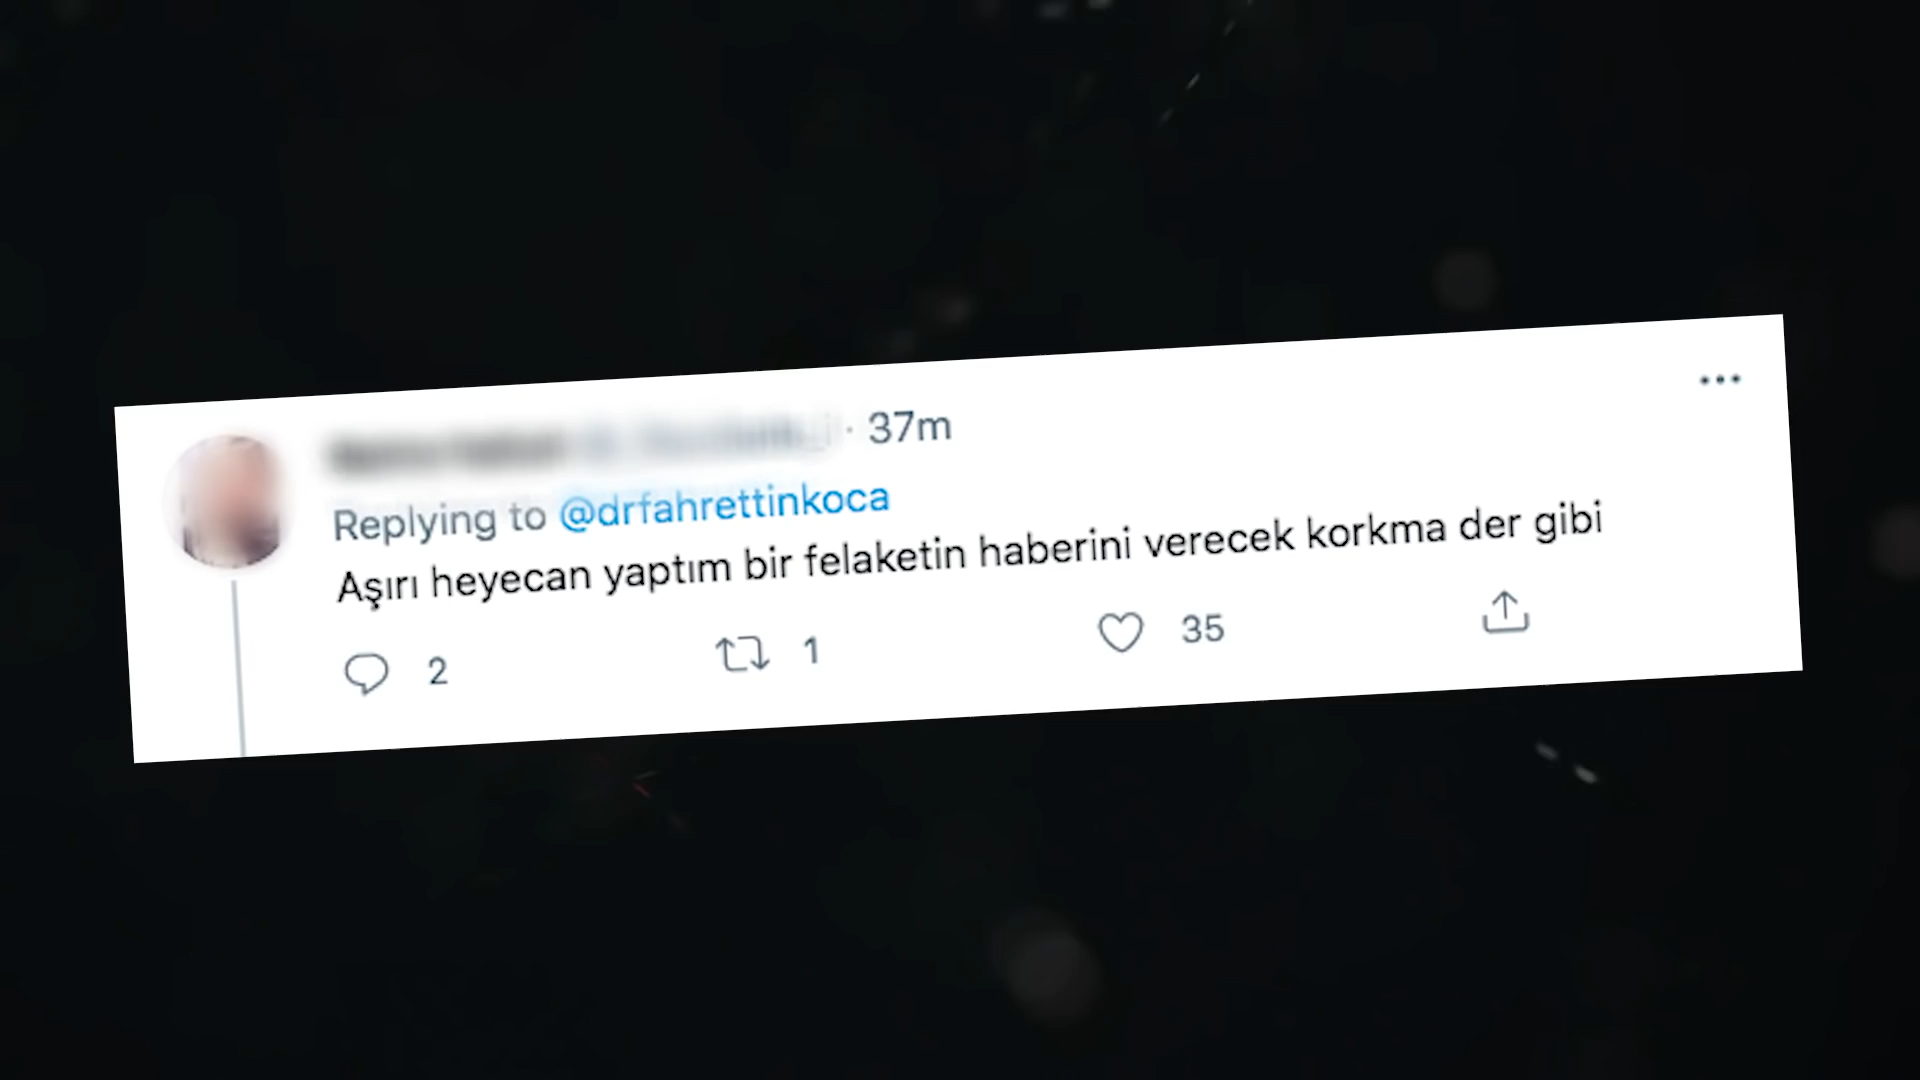 · 37m
Replying to @drfahrettinkoca
Aşırı heyecan yaptım bir felaketin haberini verecek korkma der gibi
2 1 35